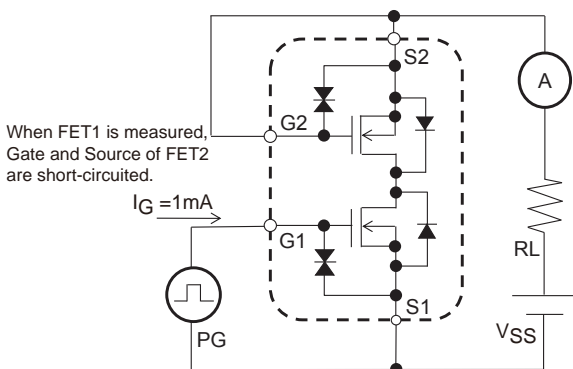 S2
A
G2
When FET1 is measured,
Gate and Source of FET2
are short-circuited.
IG =1mA
G1
RL
S1
VSS
PG